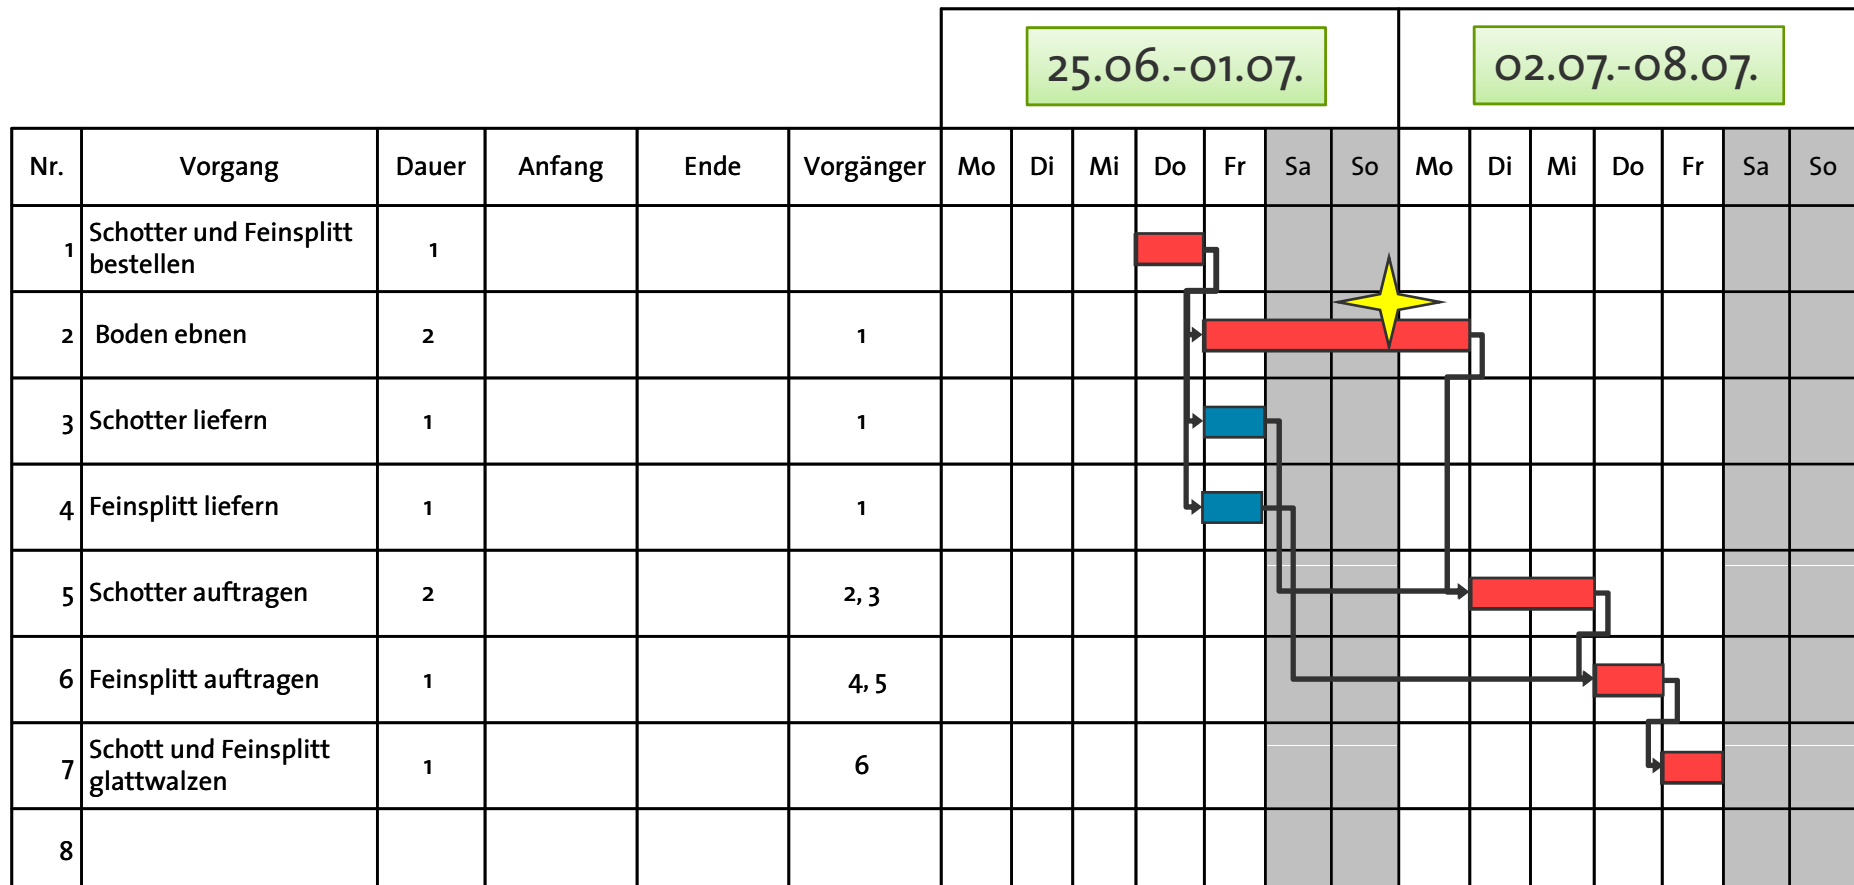 25.06.-01.07. 02.07.-08.07.
Nr. Vorgang Dauer Anfang Ende Vorgänger Mo Di Mi Do Fr Sa So Mo Di Mi Do Fr Sa So
1 Schotter und Feinsplitt
bestellen 1
2 Boden ebnen 2 1
3 Schotter liefern 1 1
4 Feinsplitt liefern 1 1
5 Schotter auftragen 2 2, 3
6 Feinsplitt auftragen 1 4, 5
7 Schott und Feinsplitt
glattwalzen 1 6
8